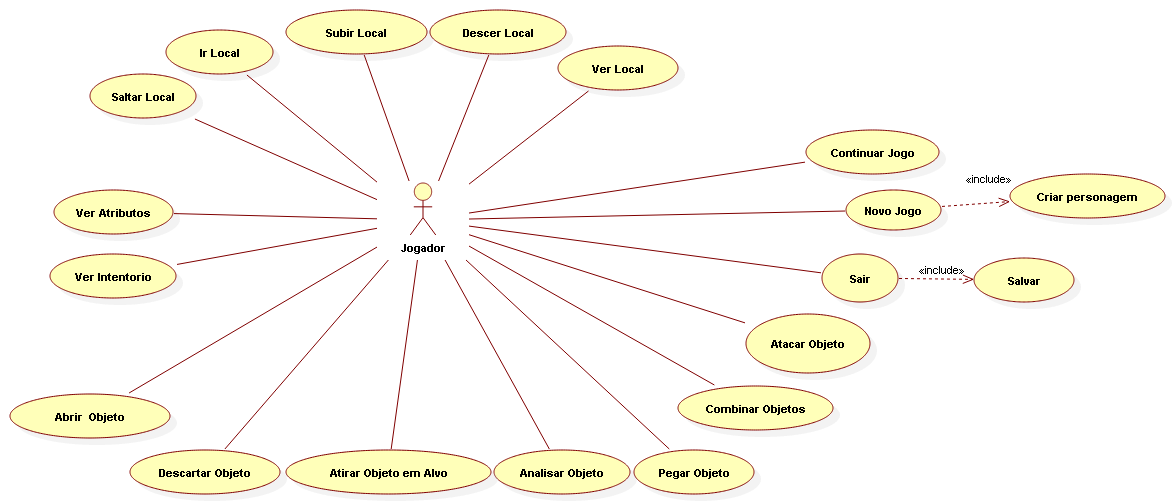 Subir Local
Descer Local
Ir Local
Ver Local
Saltar Local
Continuar Jogo
«include»
Criar personagem
Ver Atributos
Novo Jogo
Jogador
Ver Intentorio
«include»
Sair
Salvar
Atacar Objeto
Combinar Objetos
Abrir Objeto
Descartar Objeto
Atirar Objeto em Alvo
Analisar Objeto
Pegar Objeto